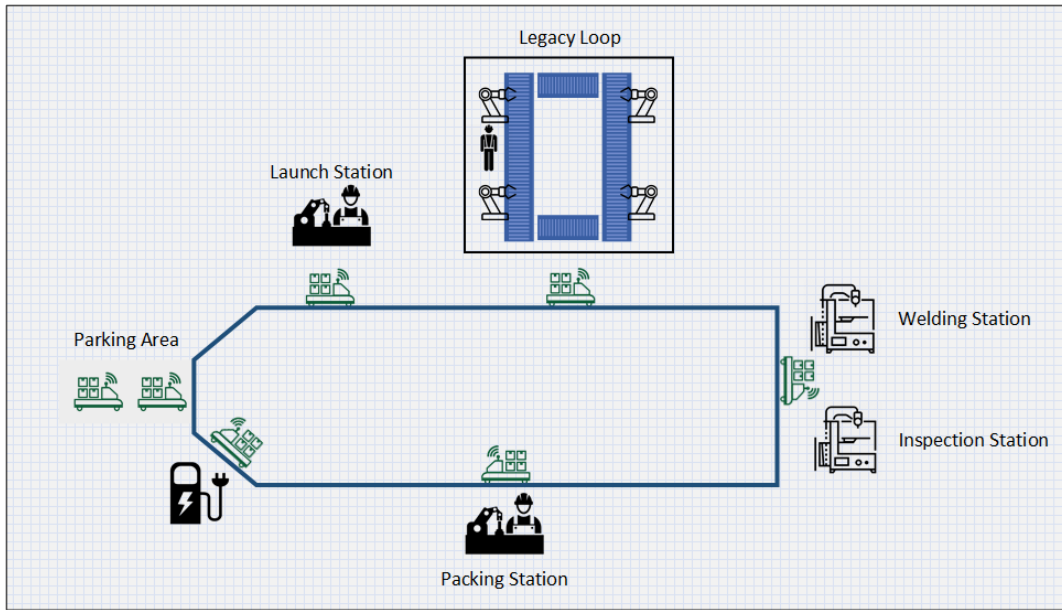 Legacy Loop
Launch Station
Welding Station
Parking Area
Inspection Station
Packing Station